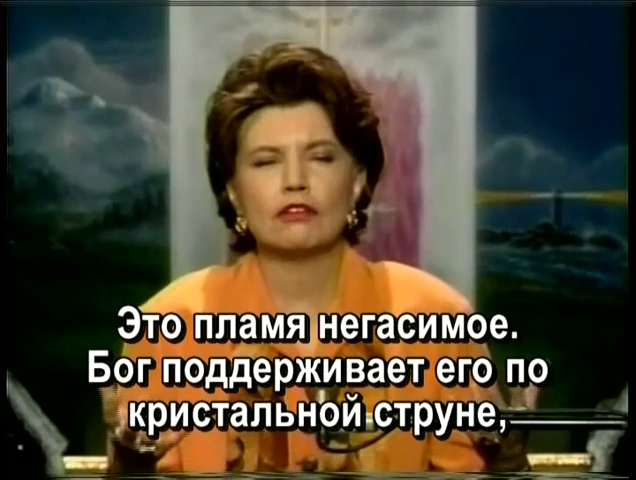 Это пламя негасимое.
Бог поддерживает его по
кристальной струне,